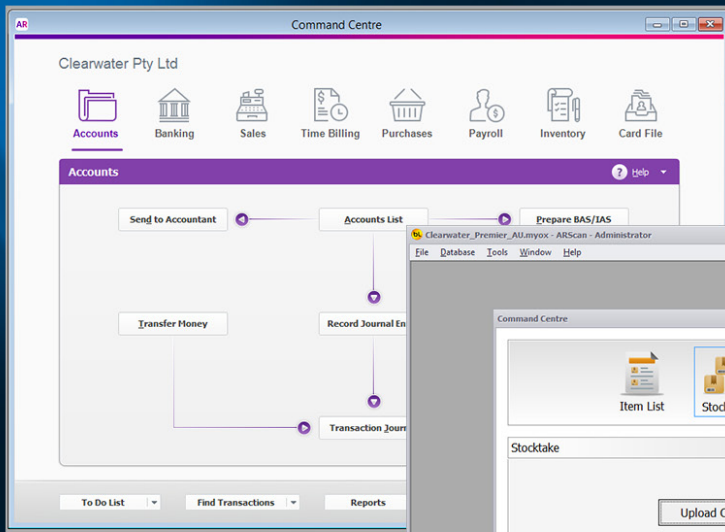 AR
Command Centre
Clearwater Pty Ltd
Accounts
Banking
Sales
Time Billing
Purchases
Payroll
Inventory
Card File
Accounts
? Help
Send to Accountant
Accounts List
Prepare BAS/IAS
Clearwater_Premier_AU.myox - ARScan - Administrator
File Database Tools Window Help
Transfer Money
Record Journal En
Command Centre
Item List
Stoc
Transaction Jour
Stocktake
To Do List
Find Transactions
Reports
Upload C